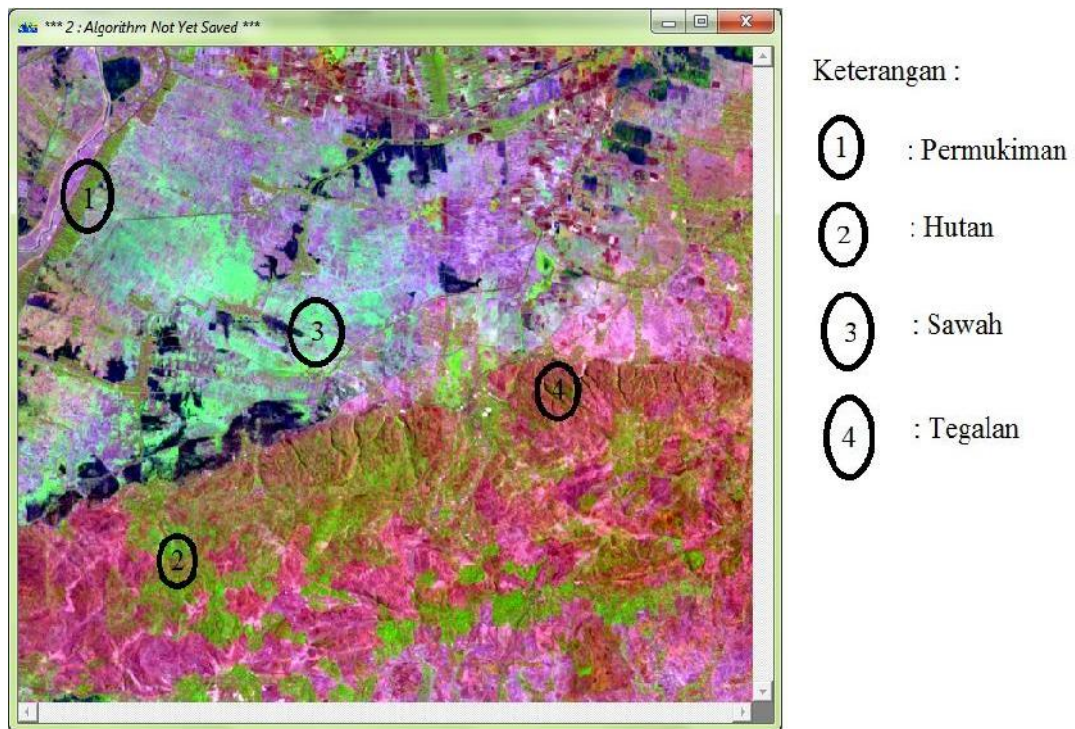 *** 2 : Algorithm Not Yet Saved ***
1
3
4
2
Keterangan :
1 : Permukiman
2 : Hutan
3 : Sawah
4 : Tegalan